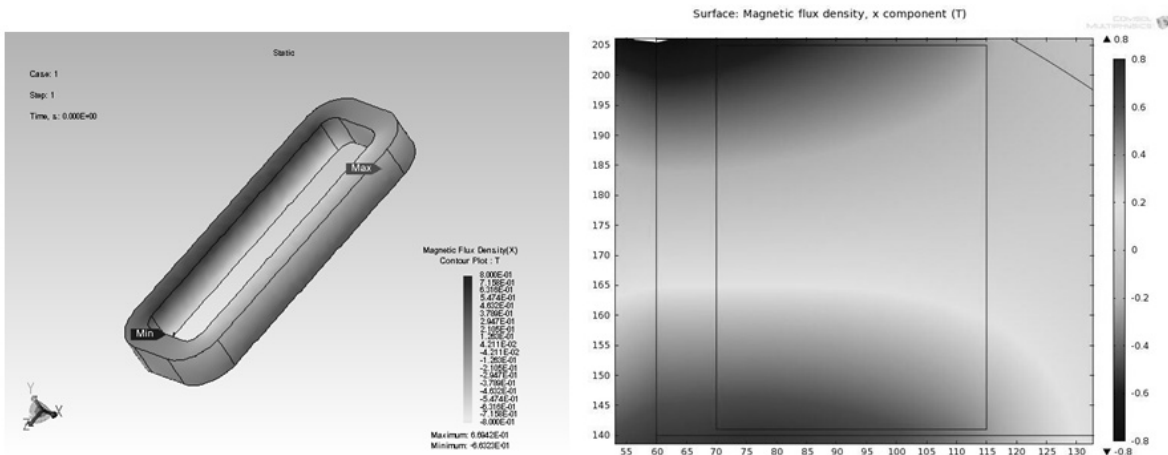 Static
Case: 1
Step: 1
Time, s.: 0.000E+00
Max
Min
Magnetic Flux Density(X)
Contour Plot : T
8.000E-01
7.158E-01
6.316E-01
5.474E-01
4.632E-01
3.789E-01
2.947E-01
2.105E-01
1.263E-01
4.211E-02
-4.211E-02
-1.263E-01
-2.105E-01
-2.947E-01
-3.789E-01
-4.632E-01
-5.474E-01
-6.316E-01
-7.158E-01
-8.000E-01
Maximum: 6.6942E-01
Minimum: -6.6323E-01
Y
Z
X
Surface: Magnetic flux density, x component (T)
COMSOL
MULTIPHYSICS
205
200
195
190
185
180
175
170
165
160
155
150
145
140
55 60 65 70 75 80 85 90 95 100 105 110 115 120 125 130
▲ 0.8
0.8
0.6
0.4
0.2
0
-0.2
-0.4
-0.6
-0.8
▼ -0.8